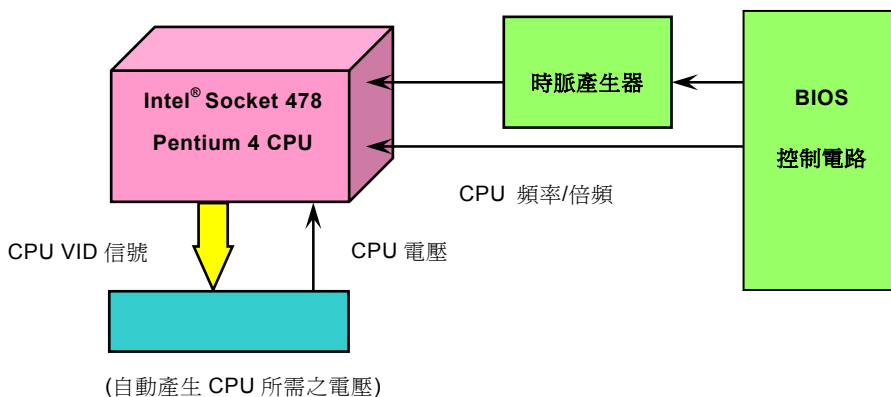 Intel® Socket 478
Pentium 4 CPU
時脈產生器
BIOS
控制電路
CPU 頻率/倍頻
CPU VID 信號
CPU 電壓
(自動產生 CPU 所需之電壓)